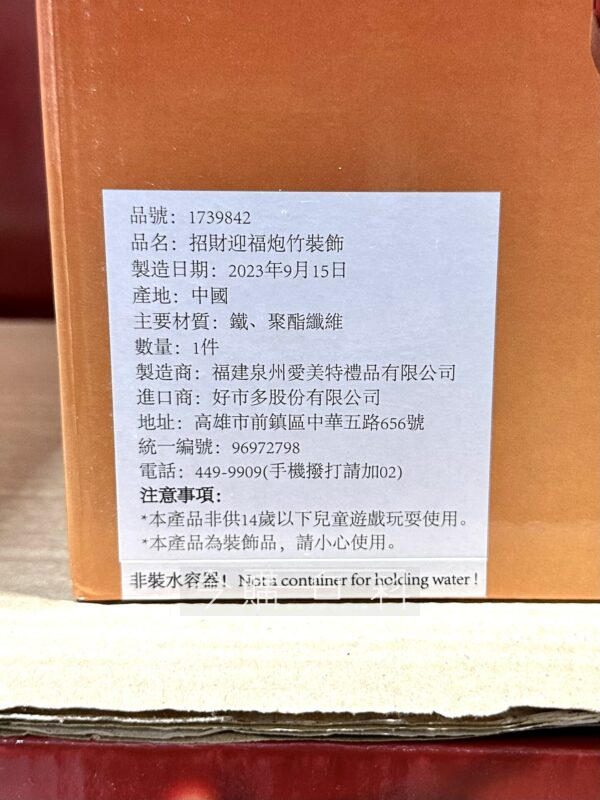 品號：1739842
品名：招財迎福炮竹裝飾
製造日期：2023年9月15日
產地：中國
主要材質：鐵、聚酯纖維
數量：1件
製造商：福建泉州愛美特禮品有限公司
進口商：好市多股份有限公司
地址：高雄市前鎮區中華五路656號
統一編號：96972798
電話：449-9909(手機撥打請加02)
注意事項：
*本產品非供14歲以下兒童遊戲玩耍使用。
*本產品為裝飾品，請小心使用。
非裝水容器！Not a container for holding water !
購百科